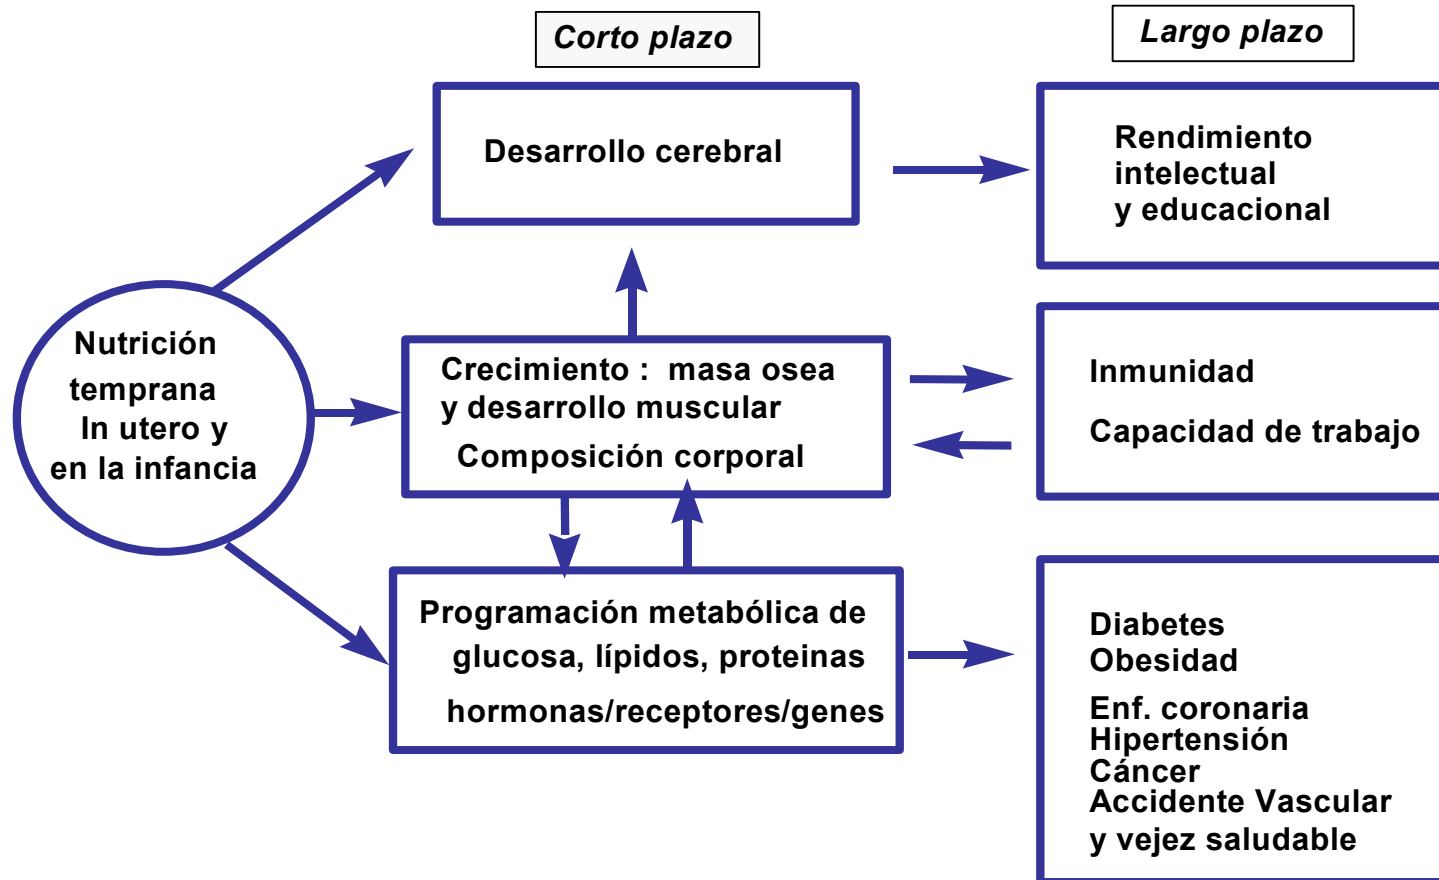 Corto plazo
Largo plazo
Desarrollo cerebral
Rendimiento
intelectual
y educacional
Nutrición
temprana
In utero y
en la infancia
Crecimiento : masa osea
y desarrollo muscular
Composición corporal
Inmunidad
Capacidad de trabajo
Programación metabólica de
glucosa, lípidos, proteinas
hormonas/receptores/genes
Diabetes
Obesidad
Enf. coronaria
Hipertensión
Cáncer
Accidente Vascular
y vejez saludable